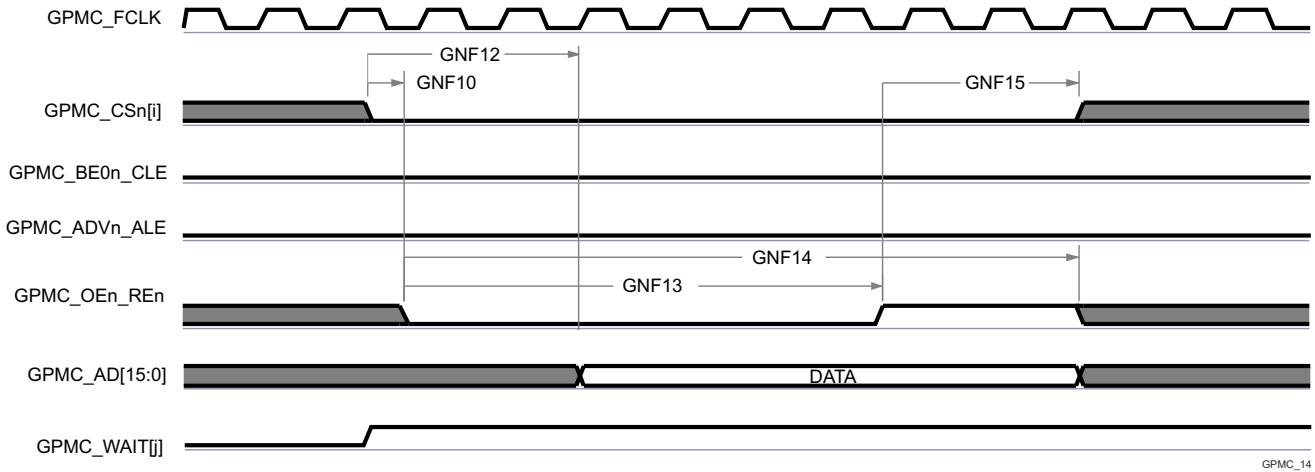 GPMC_FCLK
GNF12
GNF10
GNF15
GPMC_CSn[i]
GPMC_BE0n_CLE
GPMC_ADVn_ALE
GNF14
GNF13
GPMC_OEn_REn
GPMC_AD[15:0]
DATA
GPMC_WAIT[j]
GPMC_14